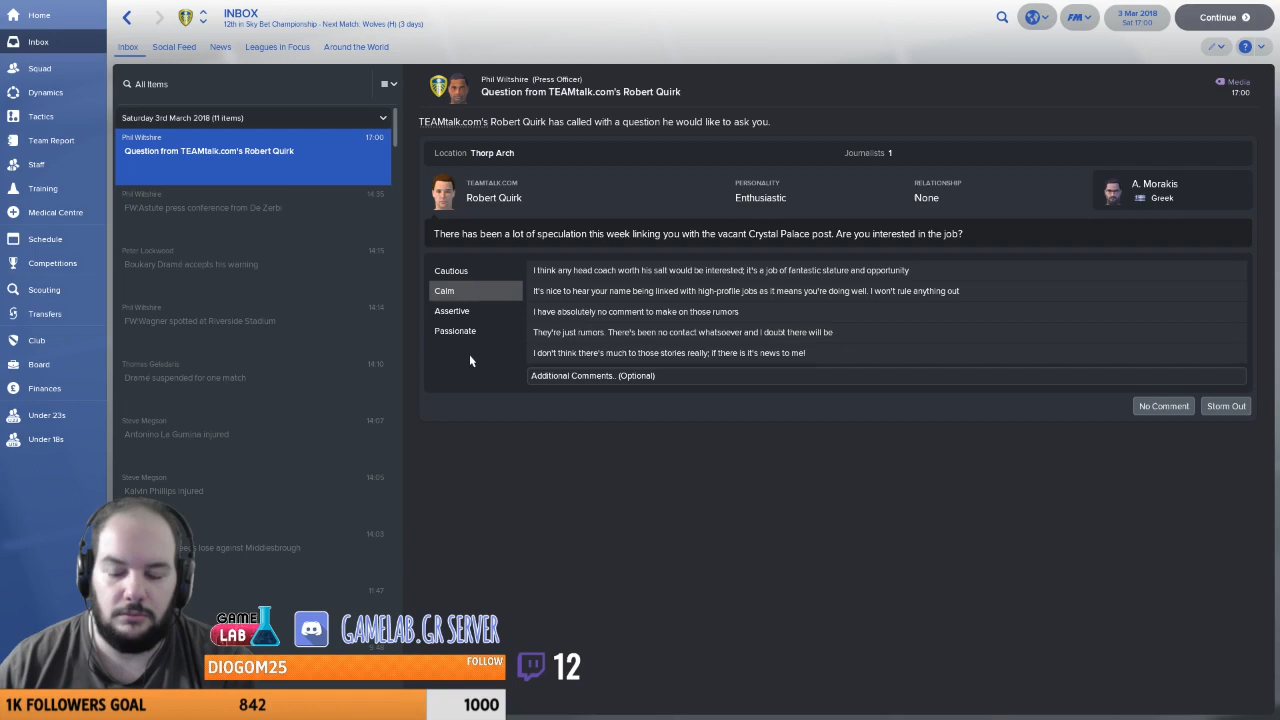 Home
Inbox
Squad
Dynamics
Tactics
Team Report
Staff
Training
Medical Centre
Schedule
Competitions
Scouting
Transfers
Club
Board
Finances
Under 23s
Under 18s
INBOX
12th in Sky Bet Championship - Next Match: Wolves (H) (3 days)
FM
3 Mar 2018
Sat 17:00
Continue
Inbox
Social Feed
News
Leagues in Focus
Around the World
?
All Items
Saturday 3rd March 2018 (11 items)
Phil Wiltshire 17:00
Question from TEAMtalk.com's Robert Quirk
Phil Wiltshire 14:35
FW:Astute press conference from De Zerbi
Peter Lockwood 14:15
Boukary Dramé accepts his warning
Phil Wiltshire 14:14
FW:Wagner spotted at Riverside Stadium
Thomas Geledaris 14:10
Dramé suspended for one match
Steve Megson 14:07
Antonino La Gumina injured
Steve Megson 14:05
Kalvin Phillips injured
14:03
lose against Middlesbrough
11:47
Phil Wiltshire (Press Officer)
Question from TEAMtalk.com's Robert Quirk
Media
17:00
TEAMtalk.com's Robert Quirk has called with a question he would like to ask you.
Location Thorp Arch
Journalists 1
TEAMTALK.COM
Robert Quirk
PERSONALITY
Enthusiastic
RELATIONSHIP
None
A. Morakis
Greek
There has been a lot of speculation this week linking you with the vacant Crystal Palace post. Are you interested in the job?
Cautious
Calm
Assertive
Passionate
I think any head coach worth his salt would be interested; it's a job of fantastic stature and opportunity
It's nice to hear your name being linked with high-profile jobs as it means you're doing well. I won't rule anything out
I have absolutely no comment to make on those rumors
They're just rumors. There's been no contact whatsoever and I doubt there will be
I don't think there's much to those stories really; if there is it's news to me!
Additional Comments.. (Optional)
No Comment
Storm Out
GAME LAB
GAMELAB.GR SERVER
DIOGOM25
FOLLOW
12
1K FOLLOWERS GOAL
842
1000